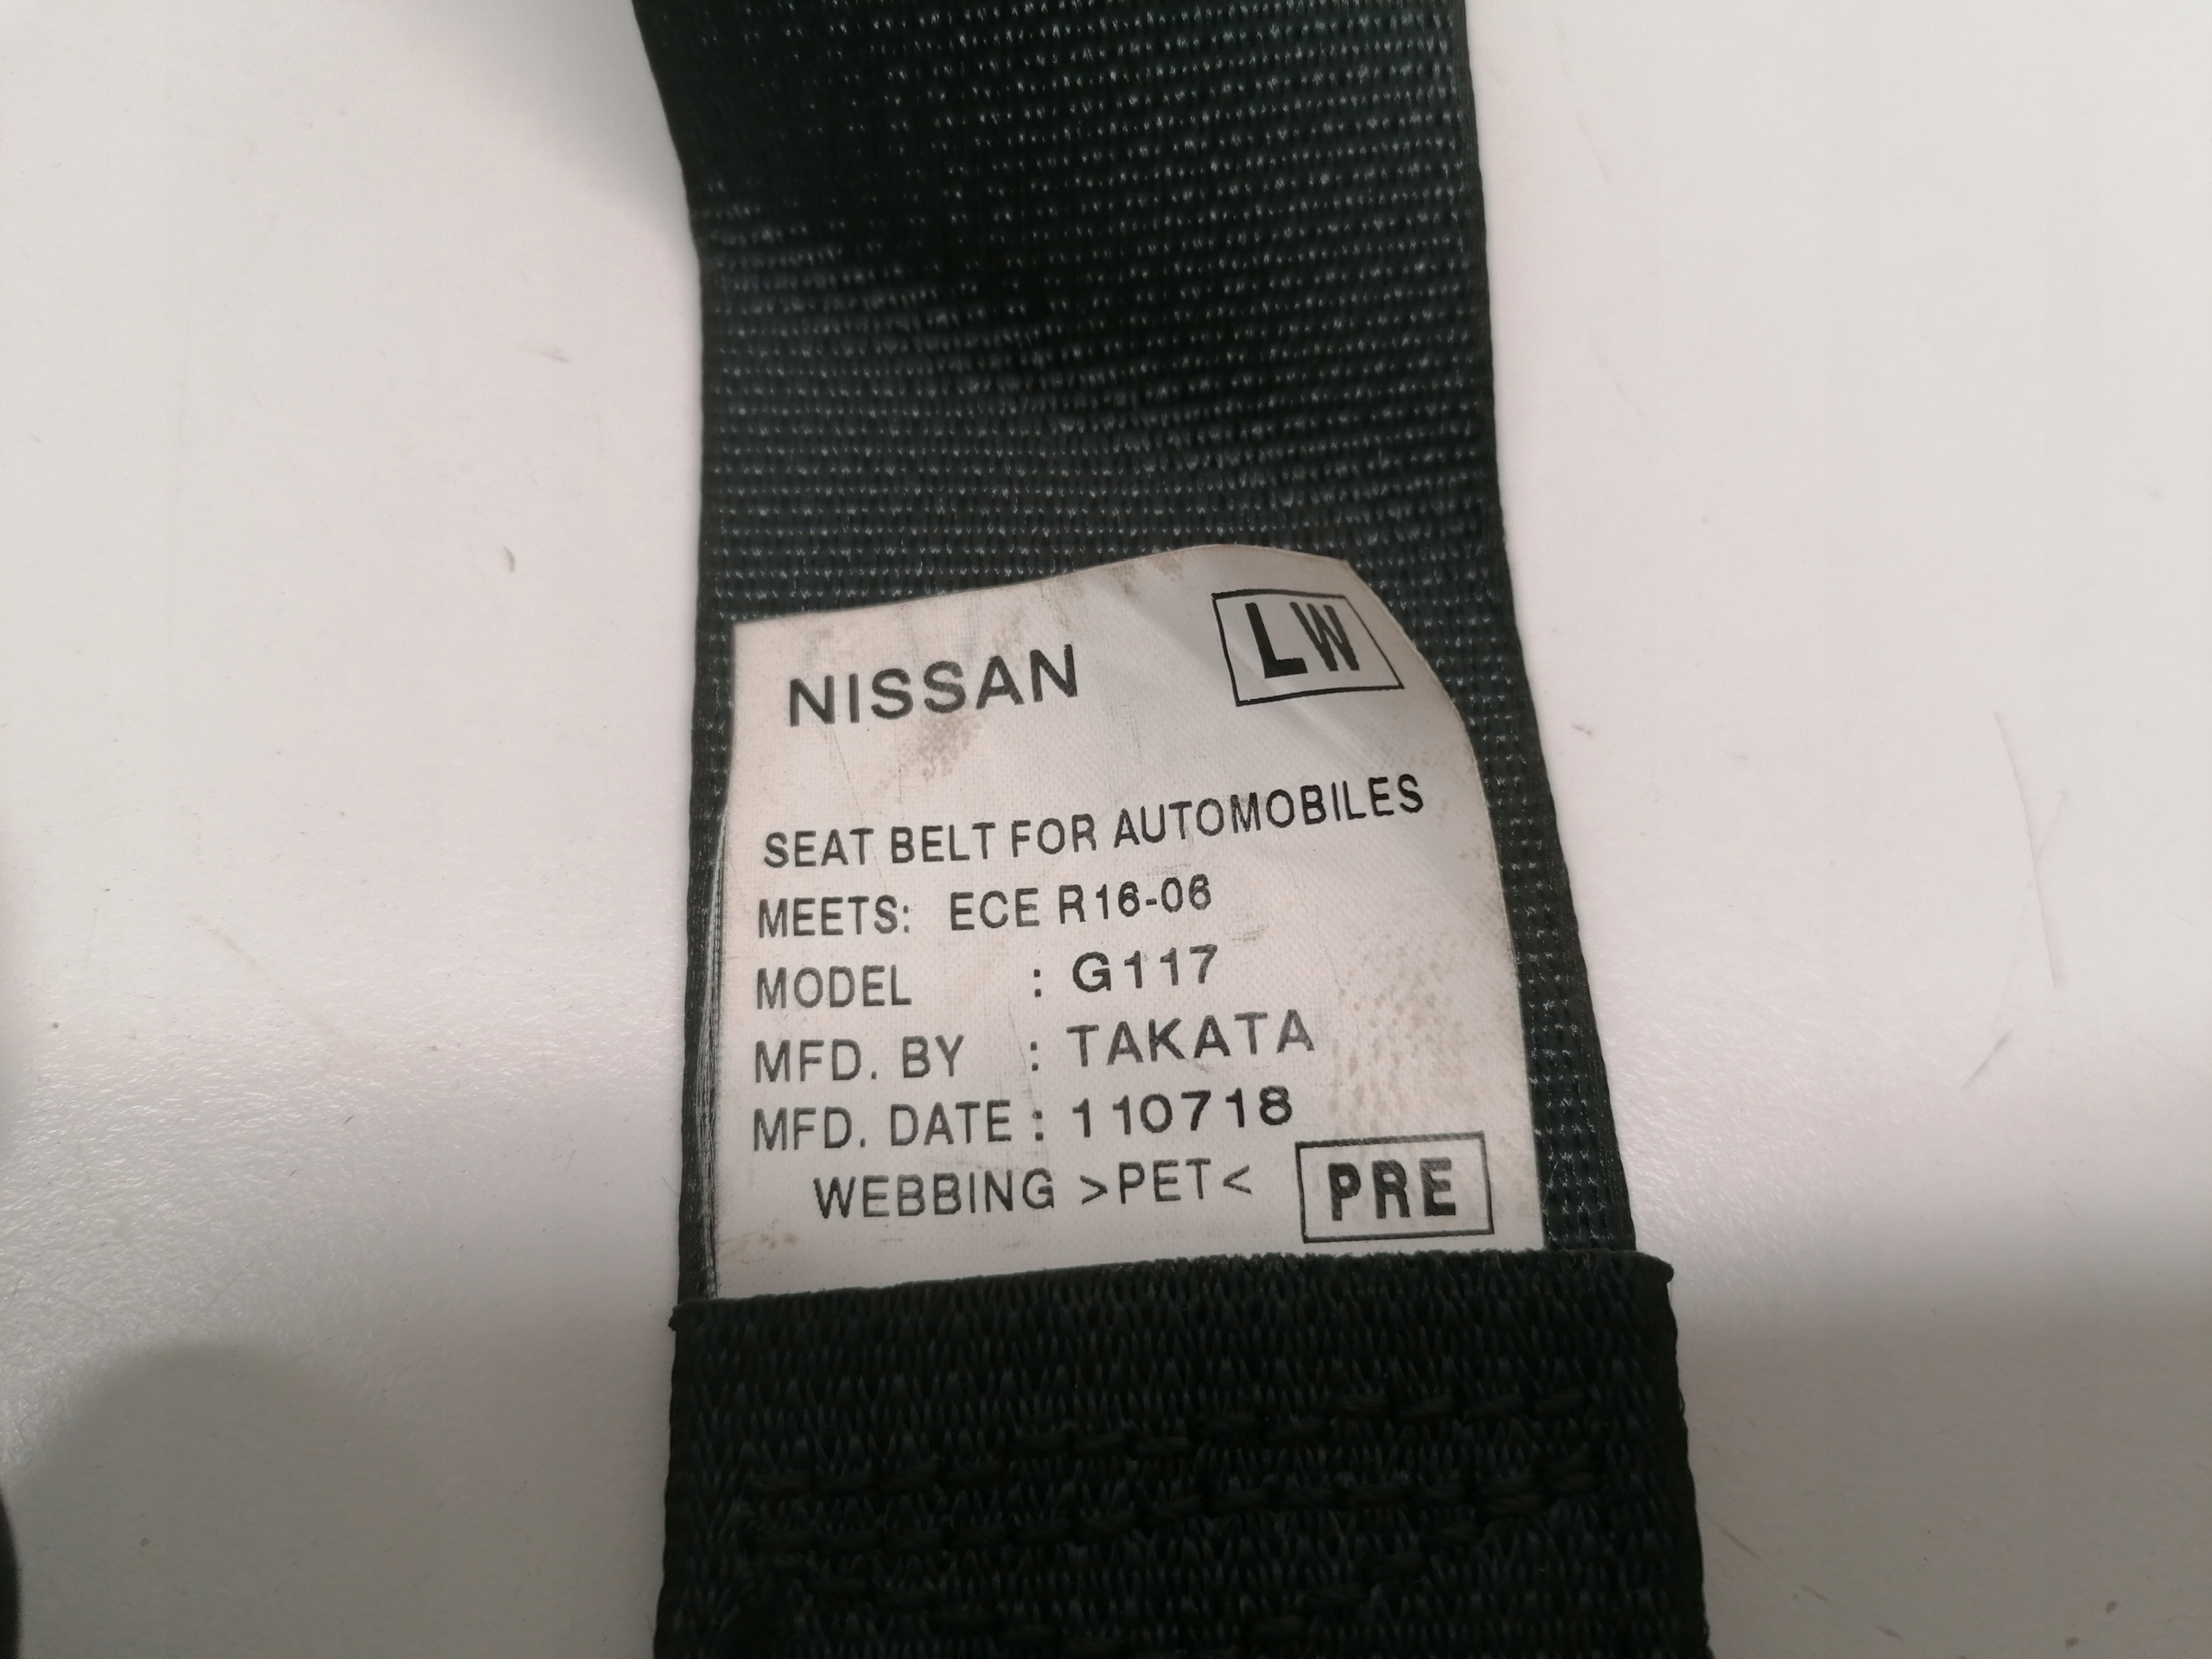 NISSAN LW
SEAT BELT FOR AUTOMOBILES
MEETS: ECE R16-06
MODEL : G117
MFD. BY : TAKATA
MFD. DATE : 110718
WEBBING >PET< PRE